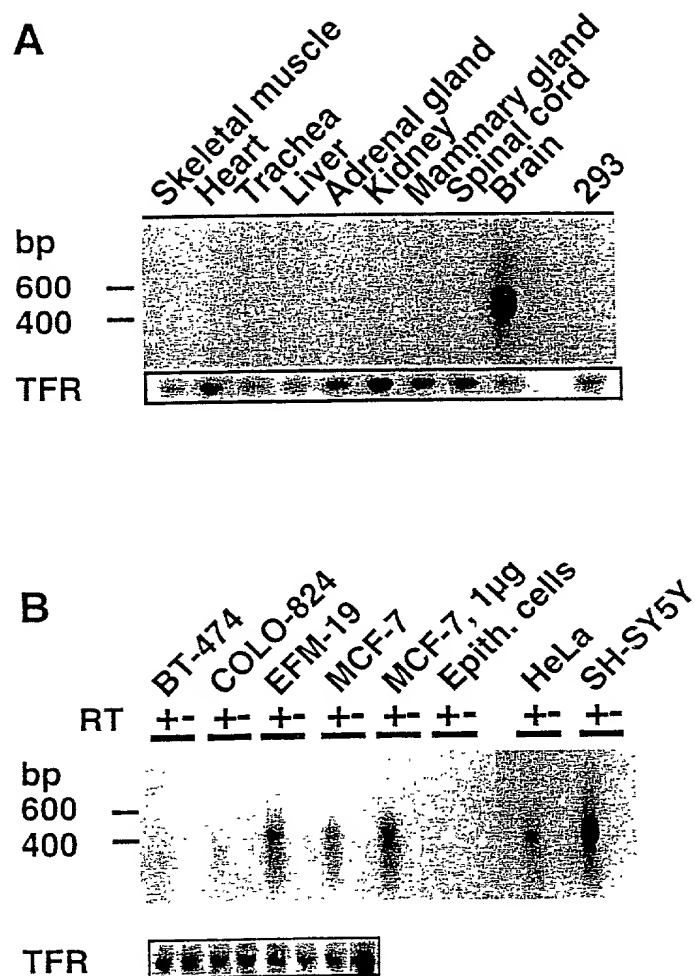 A
Skeletal muscle
Heart
Trachea
Liver
Adrenal gland
Kidney
Mammary gland
Spinal cord
Brain
293
bp
600
400
TFR
B
BT-474
COLO-824
EFM-19
MCF-7
MCF-7, 1µg
Epith. cells
HeLa
SH-SY5Y
RT +- +- +- +- +- +- +- +-
bp
600
400
TFR